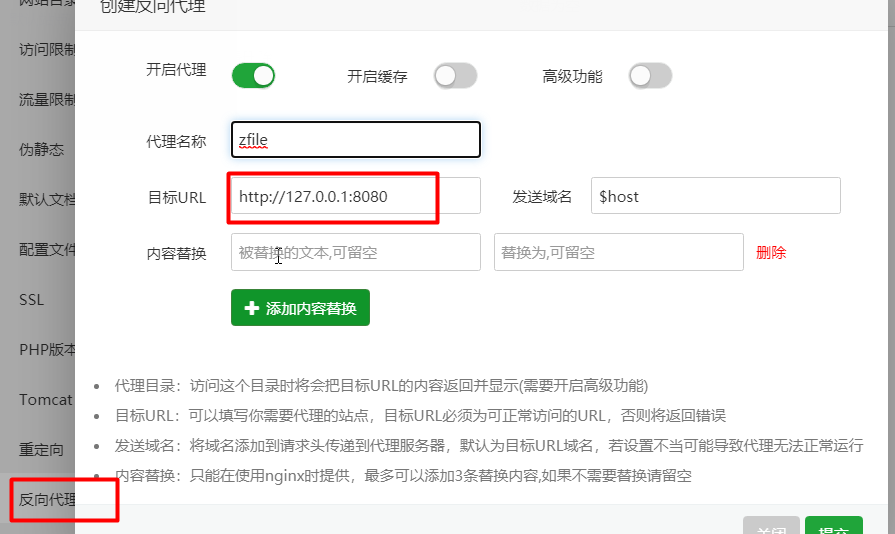 网站目录
创建反向代理
访问限制
开启代理
开启缓存
高级功能
流量限制
代理名称
zfile
伪静态
默认文档
目标URL
http://127.0.0.1:8080
发送域名
$host
配置文件
内容替换
被替换的文本,可留空
替换为,可留空
删除
SSL
添加内容替换
PHP版本
Tomcat
重定向
反向代理
代理目录：访问这个目录时将会把目标URL的内容返回并显示(需要开启高级功能)
目标URL：可以填写你需要代理的站点，目标URL必须为可正常访问的URL，否则将返回错误
发送域名：将域名添加到请求头传递到代理服务器，默认为目标URL域名，若设置不当可能导致代理无法正常运行
内容替换：只能在使用nginx时提供，最多可以添加3条替换内容,如果不需要替换请留空
关闭
提交